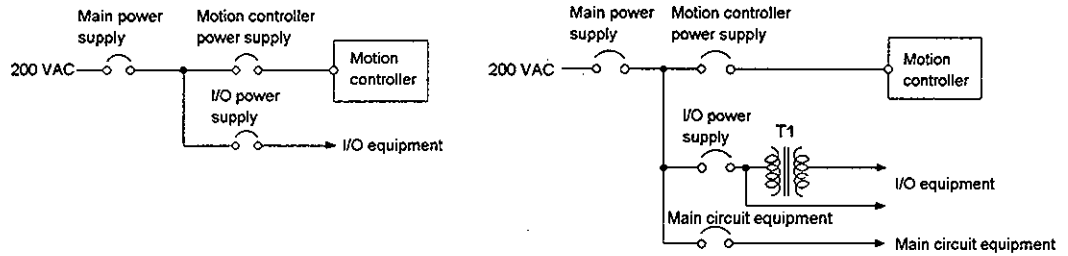 Main power
supply
Motion controller
power supply
200 VAC
Motion
controller
I/O power
supply
I/O equipment
Main power
supply
Motion controller
power supply
200 VAC
Motion
controller
I/O power
supply
T1
I/O equipment
Main circuit equipment
Main circuit equipment